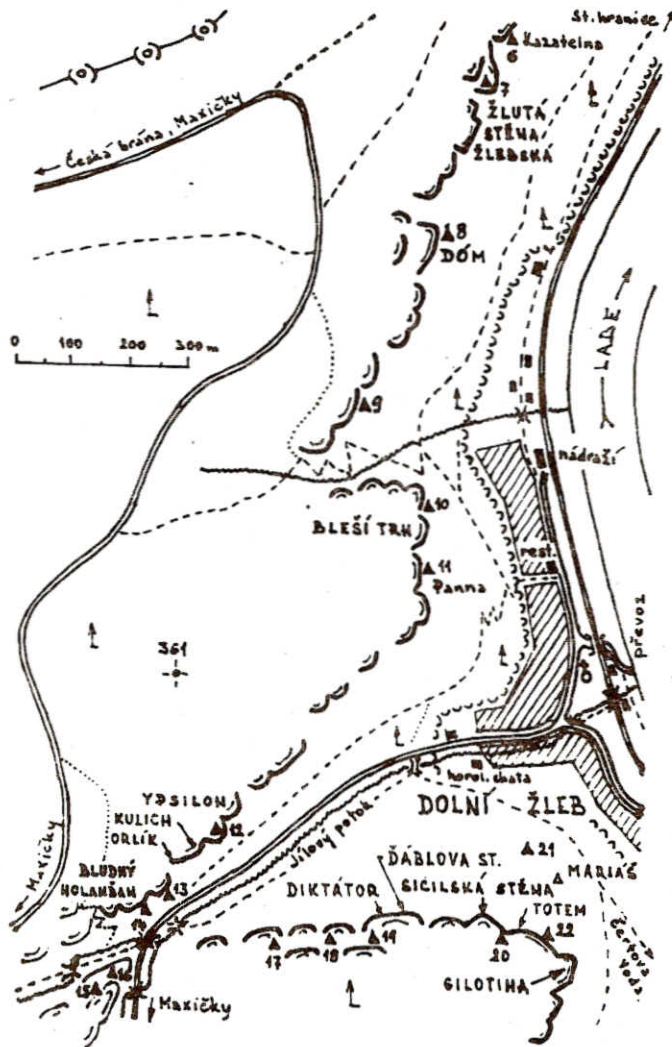 St. hranice
Kazatelna
6
7
ŽLUTÁ
STĚNA
ŽLEBSKÁ
Česká brána, Maxičky
8
DÓM
0 100 200 300 m
LABE
9
nádraží
10
BLEŠÍ TRH
rest.
11
Panna
převoz
361
horol. chata
DOLNÍ ŽLEB
YPSILON
KULICH
ORLÍK
12
Jílový potok
Maxičky
BLUDNÝ
HOLANĎAN
13
14
15
16
Maxičky
ĎÁBLOVA ST.
DIKTÁTOR
SICILSKÁ STĚNA
21
MARIÁŠ
TOTEM
22
17
18
19
20
GILOTINA
Čertova
voda